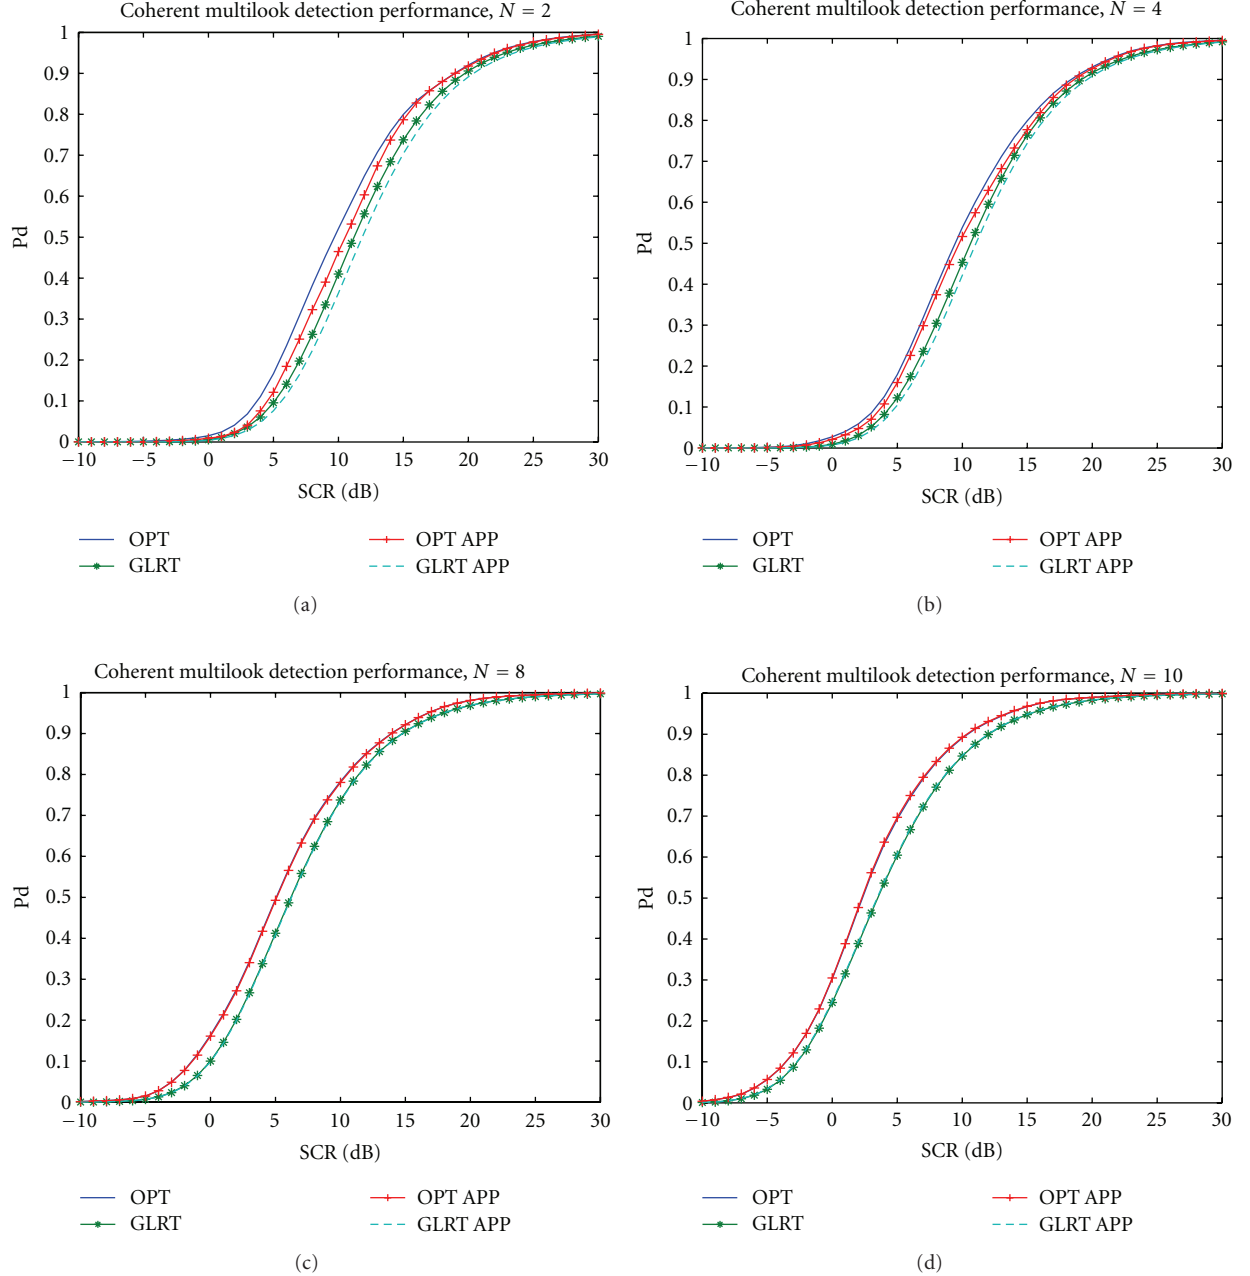 Coherent multilook detection performance, N = 2
1
0.9
0.8
0.7
0.6
0.5
0.4
0.3
0.2
0.1
0
Pd
−10 −5 0 5 10 15 20 25 30
SCR (dB)
OPT
GLRT
OPT APP
GLRT APP
(a)
Coherent multilook detection performance, N = 4
1
0.9
0.8
0.7
0.6
0.5
0.4
0.3
0.2
0.1
0
Pd
−10 −5 0 5 10 15 20 25 30
SCR (dB)
OPT
GLRT
OPT APP
GLRT APP
(b)
Coherent multilook detection performance, N = 8
1
0.9
0.8
0.7
0.6
0.5
0.4
0.3
0.2
0.1
0
Pd
−10 −5 0 5 10 15 20 25 30
SCR (dB)
OPT
GLRT
OPT APP
GLRT APP
(c)
Coherent multilook detection performance, N = 10
1
0.9
0.8
0.7
0.6
0.5
0.4
0.3
0.2
0.1
0
Pd
−10 −5 0 5 10 15 20 25 30
SCR (dB)
OPT
GLRT
OPT APP
GLRT APP
(d)